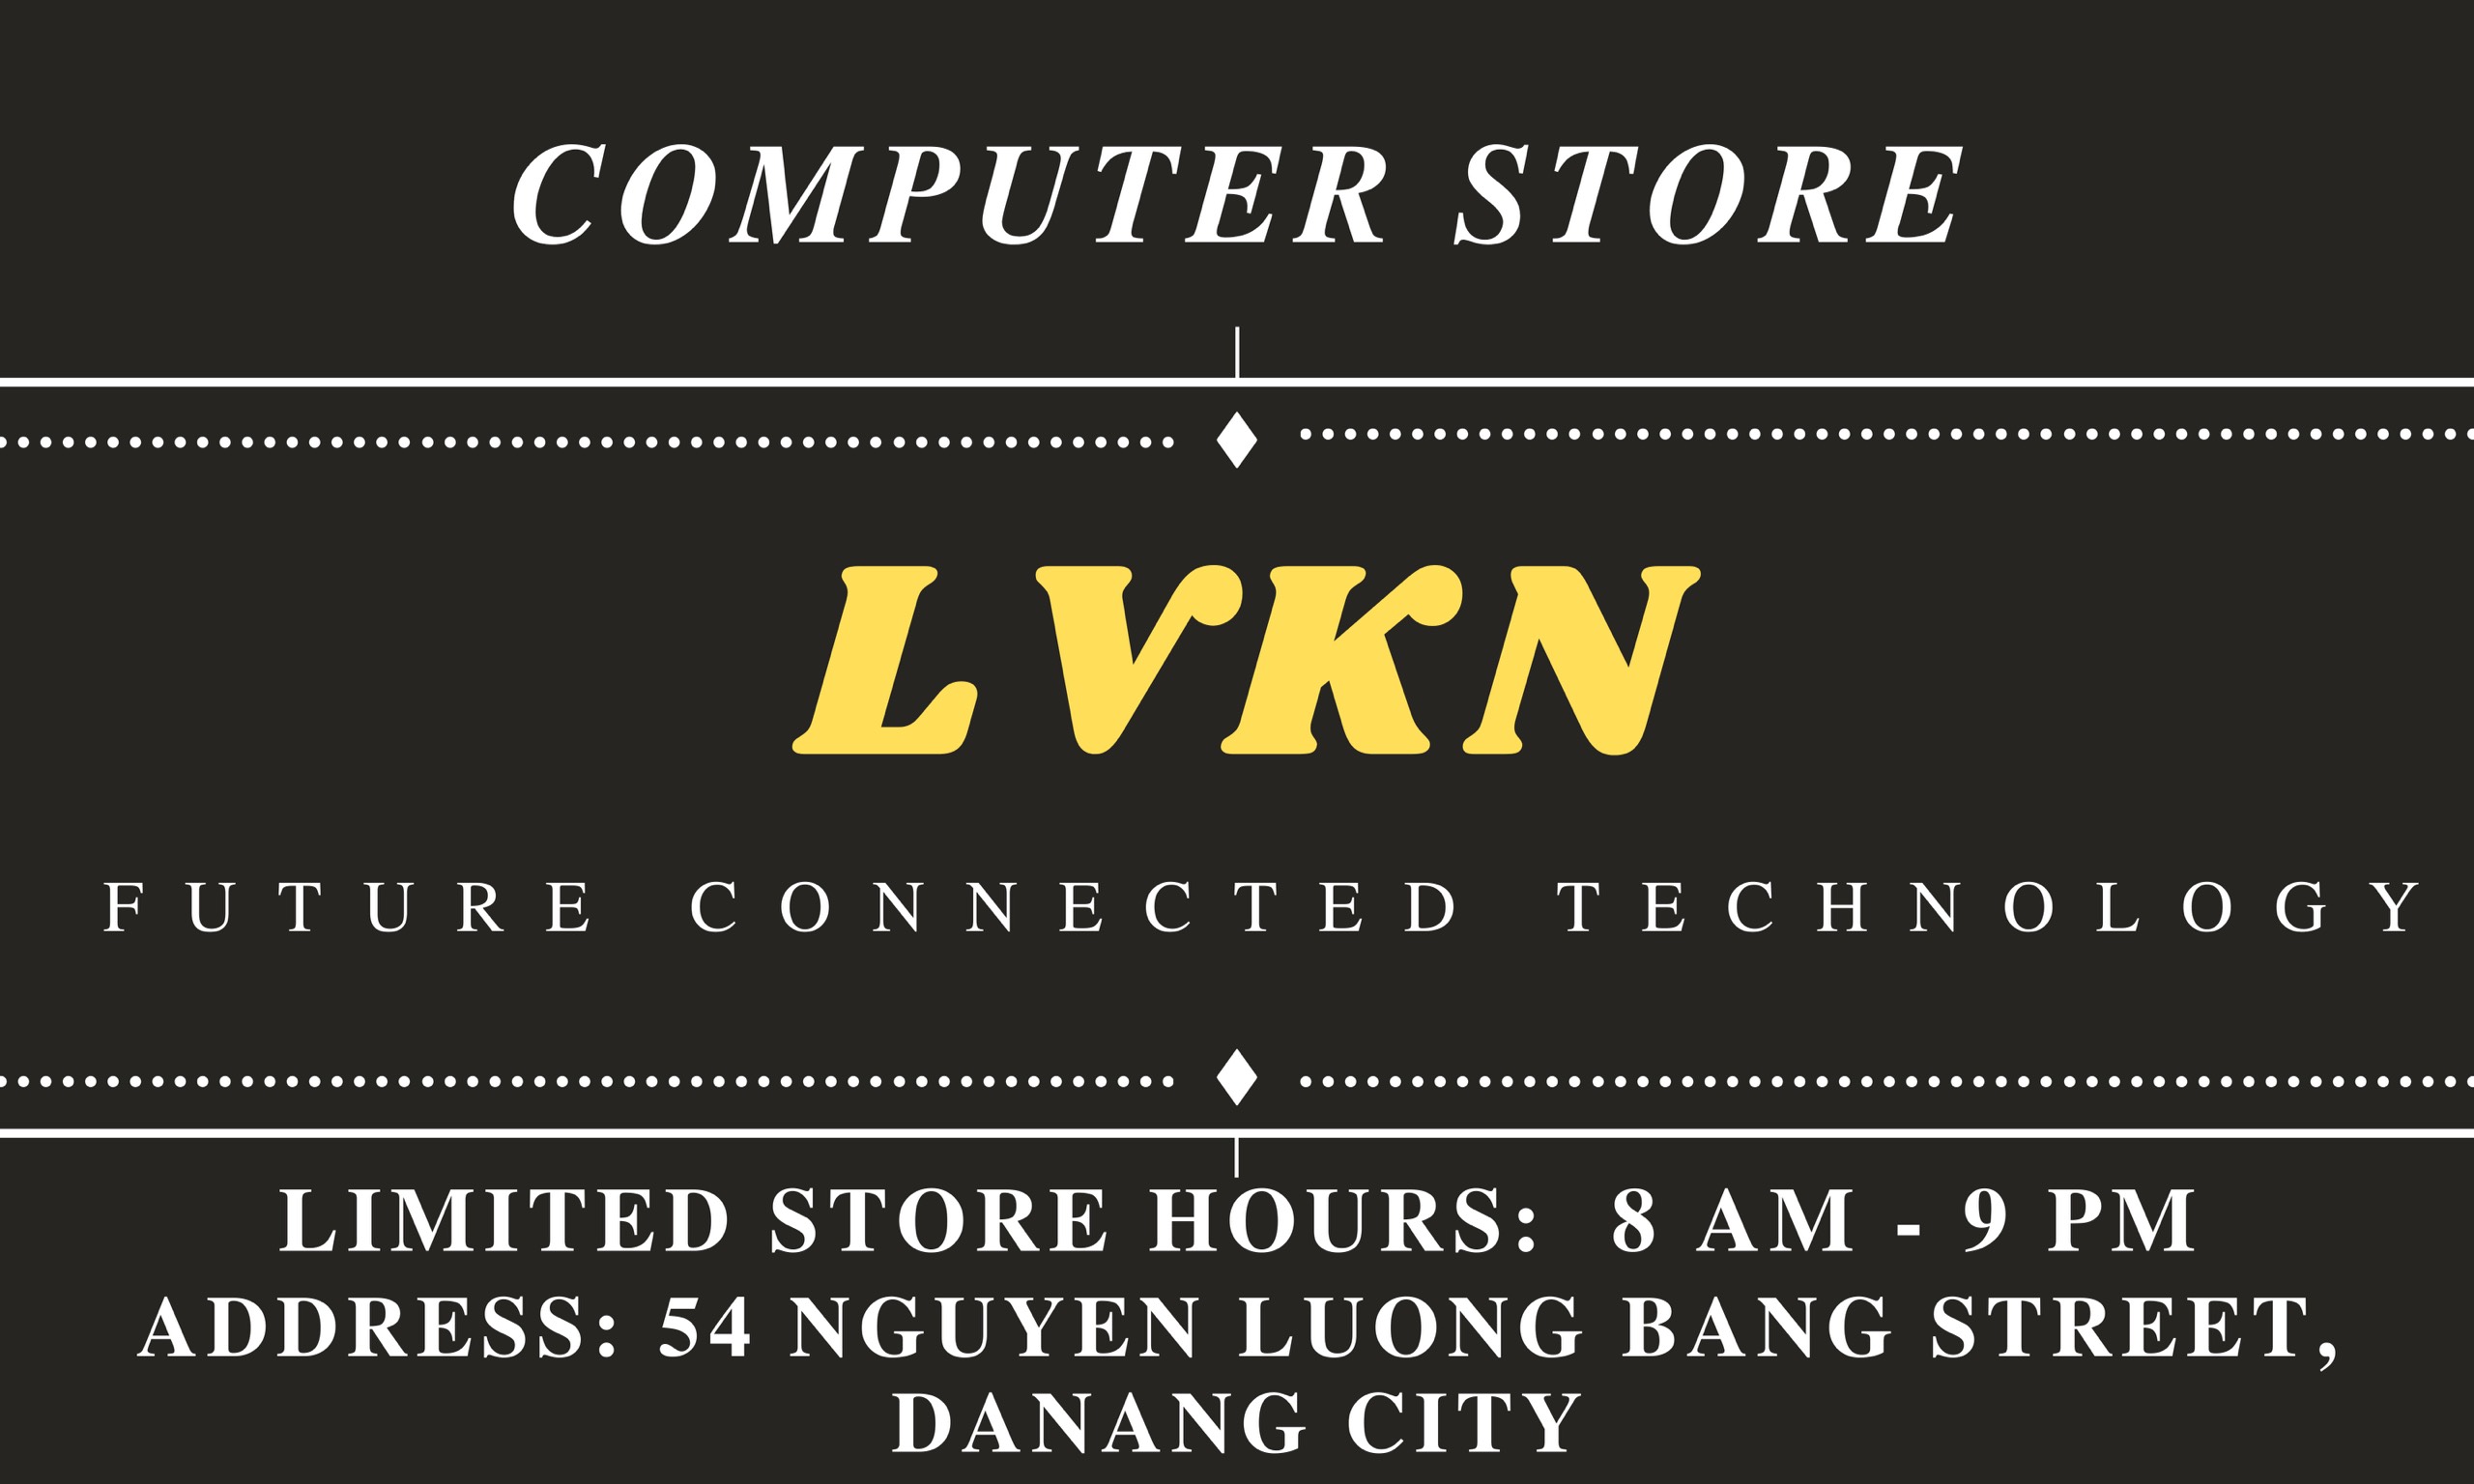 COMPUTER STORE
LVKN
FUTURE CONNECTED TECHNOLOGY
LIMITED STORE HOURS: 8 AM - 9 PM
ADDRESS: 54 NGUYEN LUONG BANG STREET,
DANANG CITY